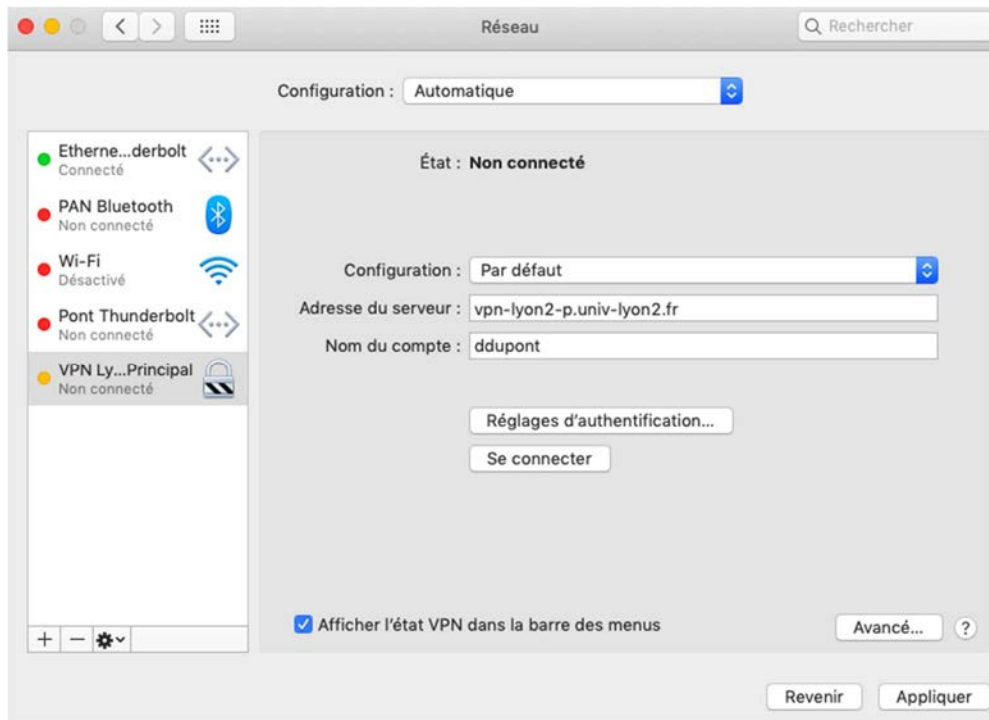 Réseau
Rechercher
Configuration : Automatique
Etherne...derbolt
Connecté
PAN Bluetooth
Non connecté
Wi-Fi
Désactivé
Pont Thunderbolt
Non connecté
VPN Ly...Principal
Non connecté
État : Non connecté
Configuration : Par défaut
Adresse du serveur : vpn-lyon2-p.univ-lyon2.fr
Nom du compte : ddupont
Réglages d'authentification...
Se connecter
Afficher l'état VPN dans la barre des menus
Avancé... ?
Revenir Appliquer